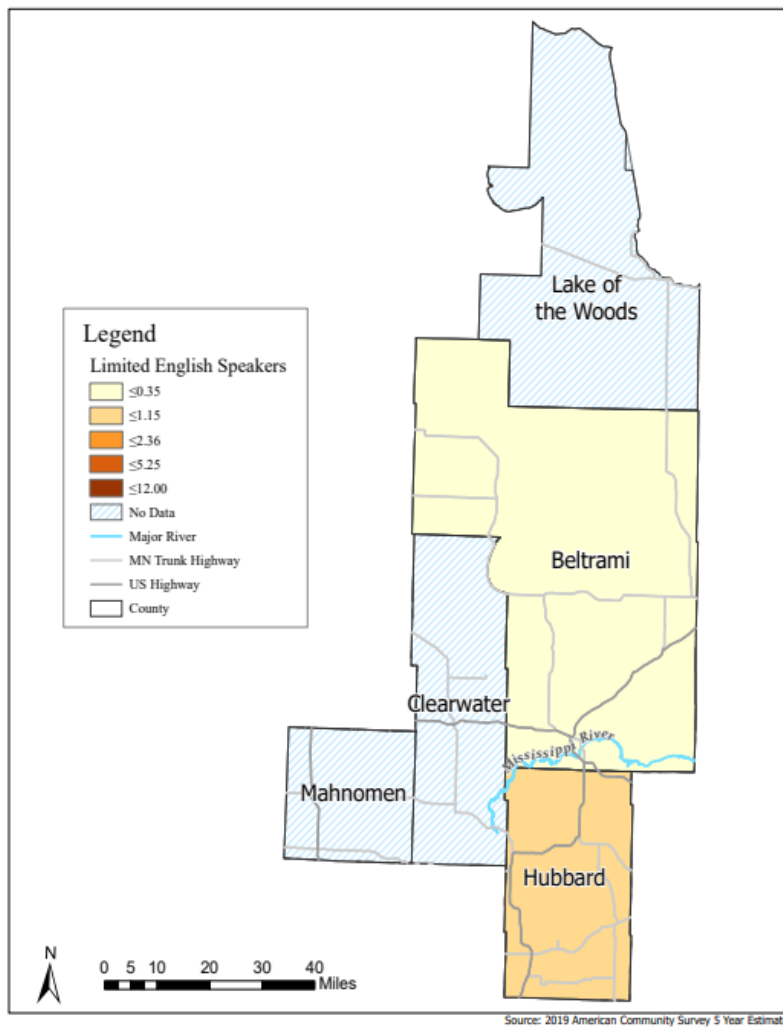 Lake of
the Woods
Legend
Limited English Speakers
≤0.35
≤1.15
≤2.36
≤5.25
≤12.00
No Data
Major River
MN Trunk Highway
US Highway
County
Beltrami
Clearwater
Mississippi River
Mahnomen
Hubbard
N
0 5 10 20 30 40
Miles
Source: 2019 American Community Survey 5 Year Estimat